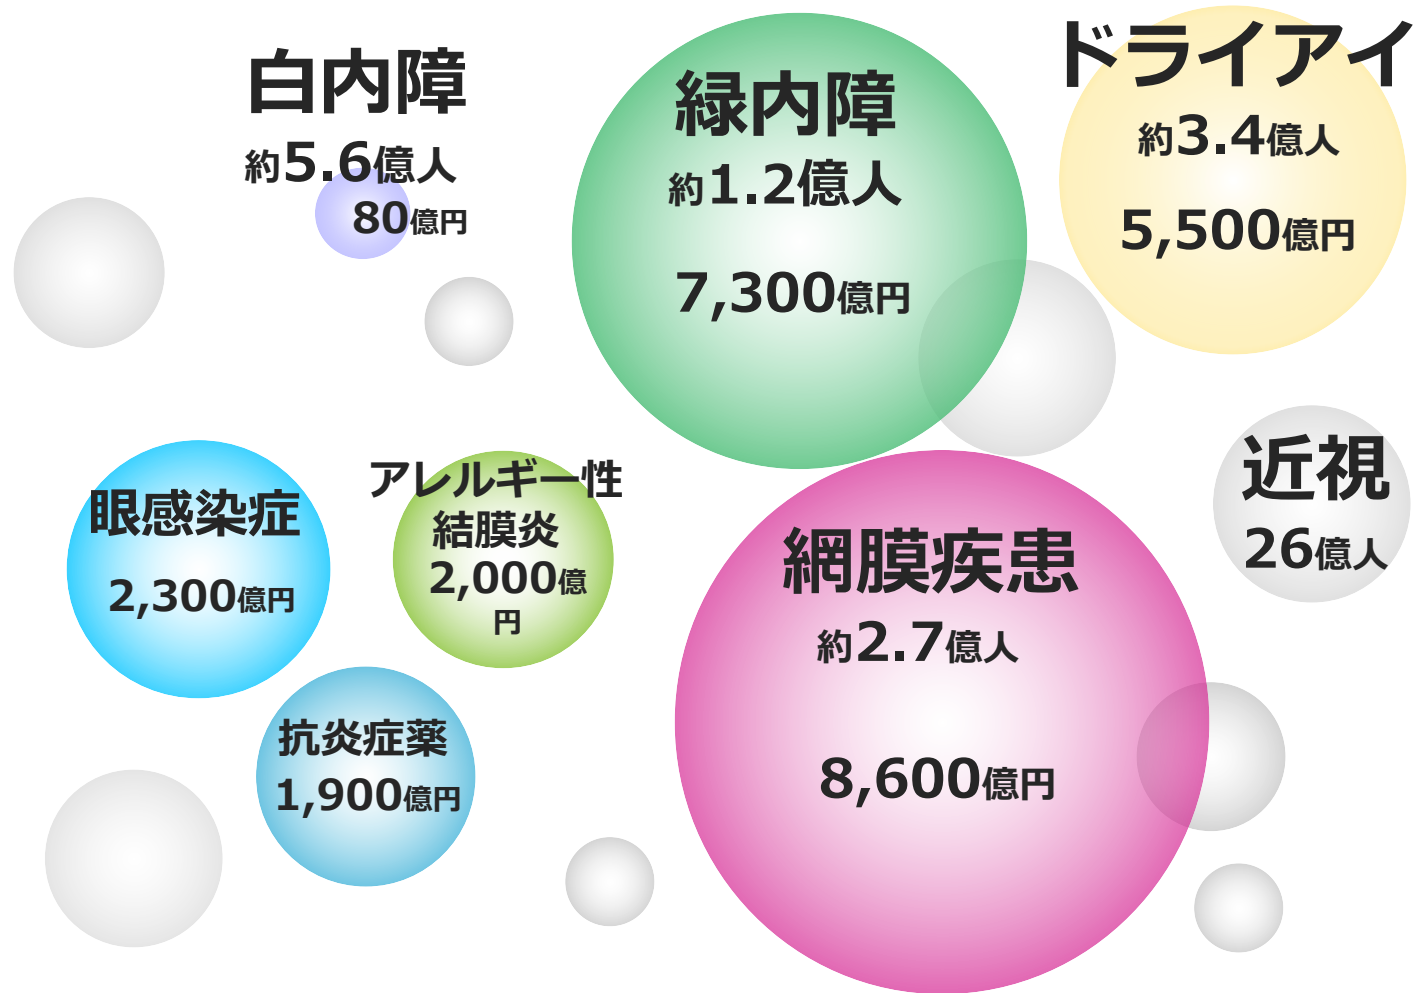 白内障
約5.6億人
80億円
緑内障
約1.2億人
7,300億円
ドライアイ
約3.4億人
5,500億円
眼感染症
2,300億円
アレルギー性
結膜炎
2,000億
円
網膜疾患
約2.7億人
8,600億円
近視
26億人
抗炎症薬
1,900億円